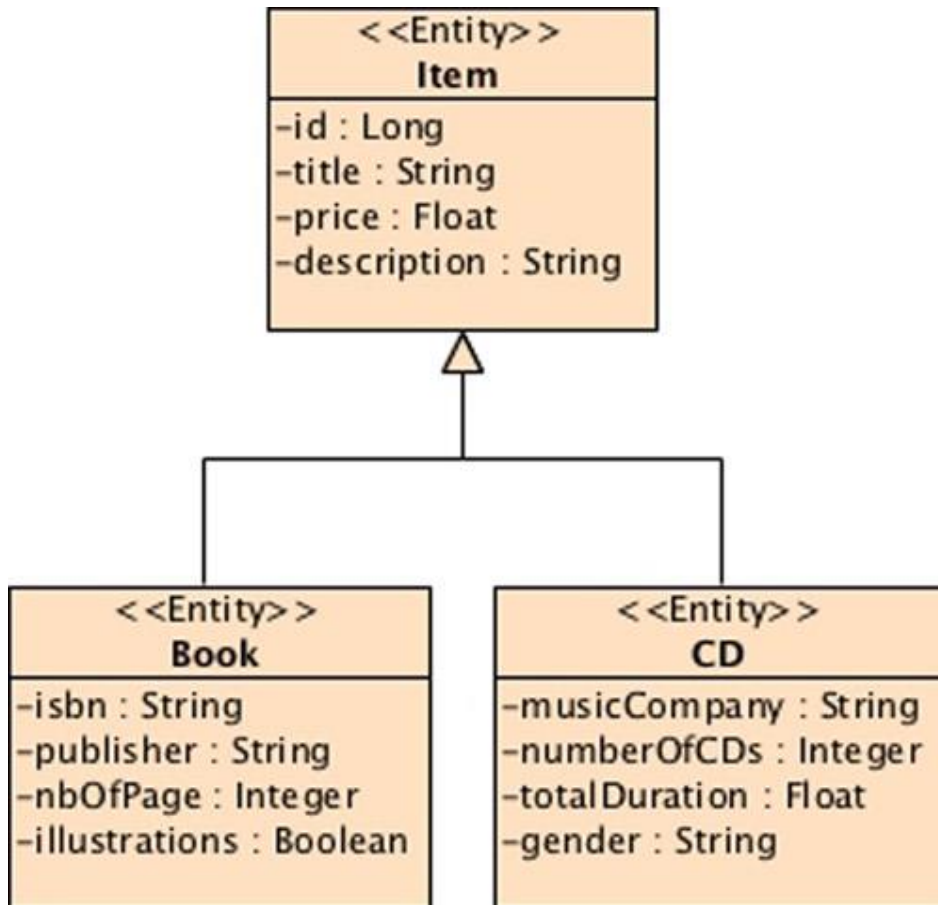 <<Entity>>
Item
-id : Long
-title : String
-price : Float
-description : String
<<Entity>>
Book
-isbn : String
-publisher : String
-nbOfPage : Integer
-illustrations : Boolean
<<Entity>>
CD
-musicCompany : String
-numberOfCDs : Integer
-totalDuration : Float
-gender : String